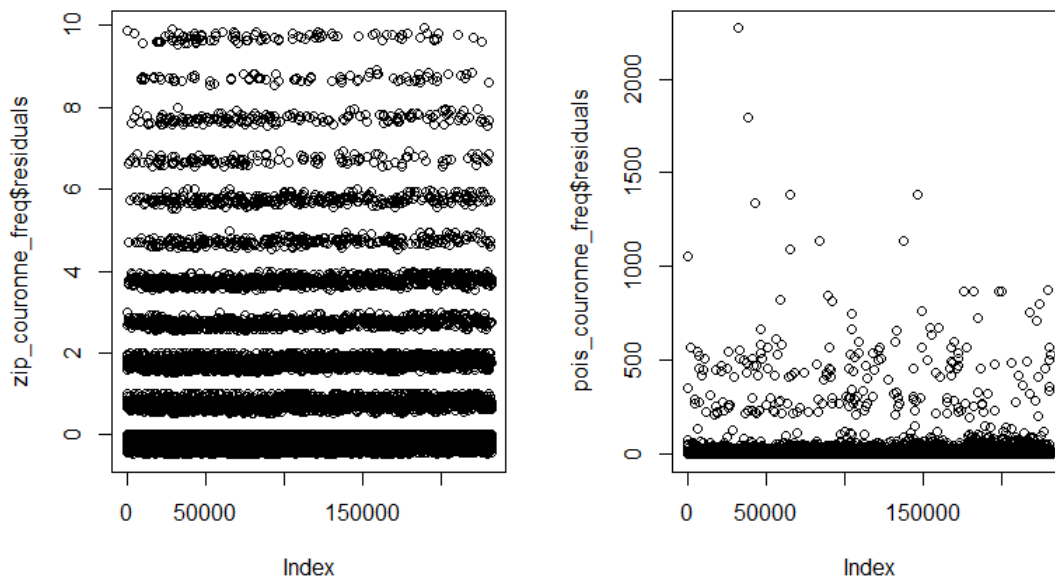 zip_couronne_freq$residuals
10
8
6
4
2
0
0 50000 150000
Index
pois_couronne_freq$residuals
2000
1500
1000
500
0
0 50000 150000
Index